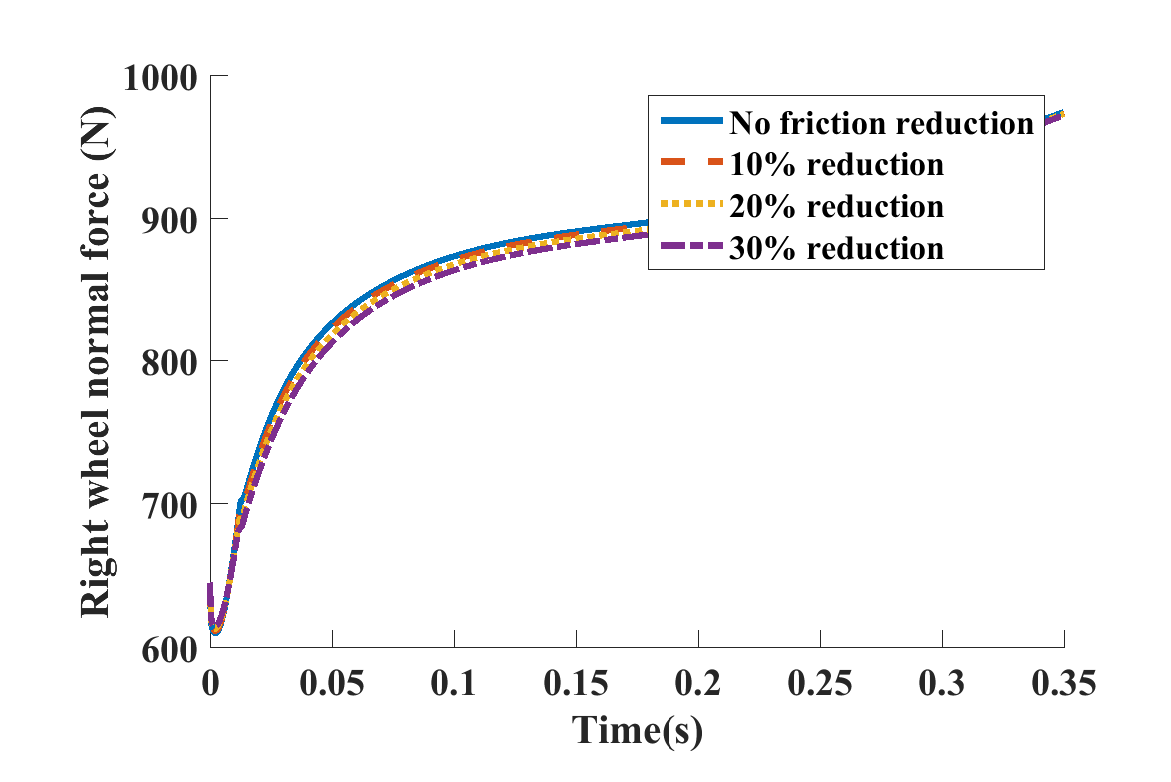 Right wheel normal force (N)
1000
900
800
700
600
No friction reduction
10% reduction
20% reduction
30% reduction
0 0.05 0.1 0.15 0.2 0.25 0.3 0.35
Time(s)